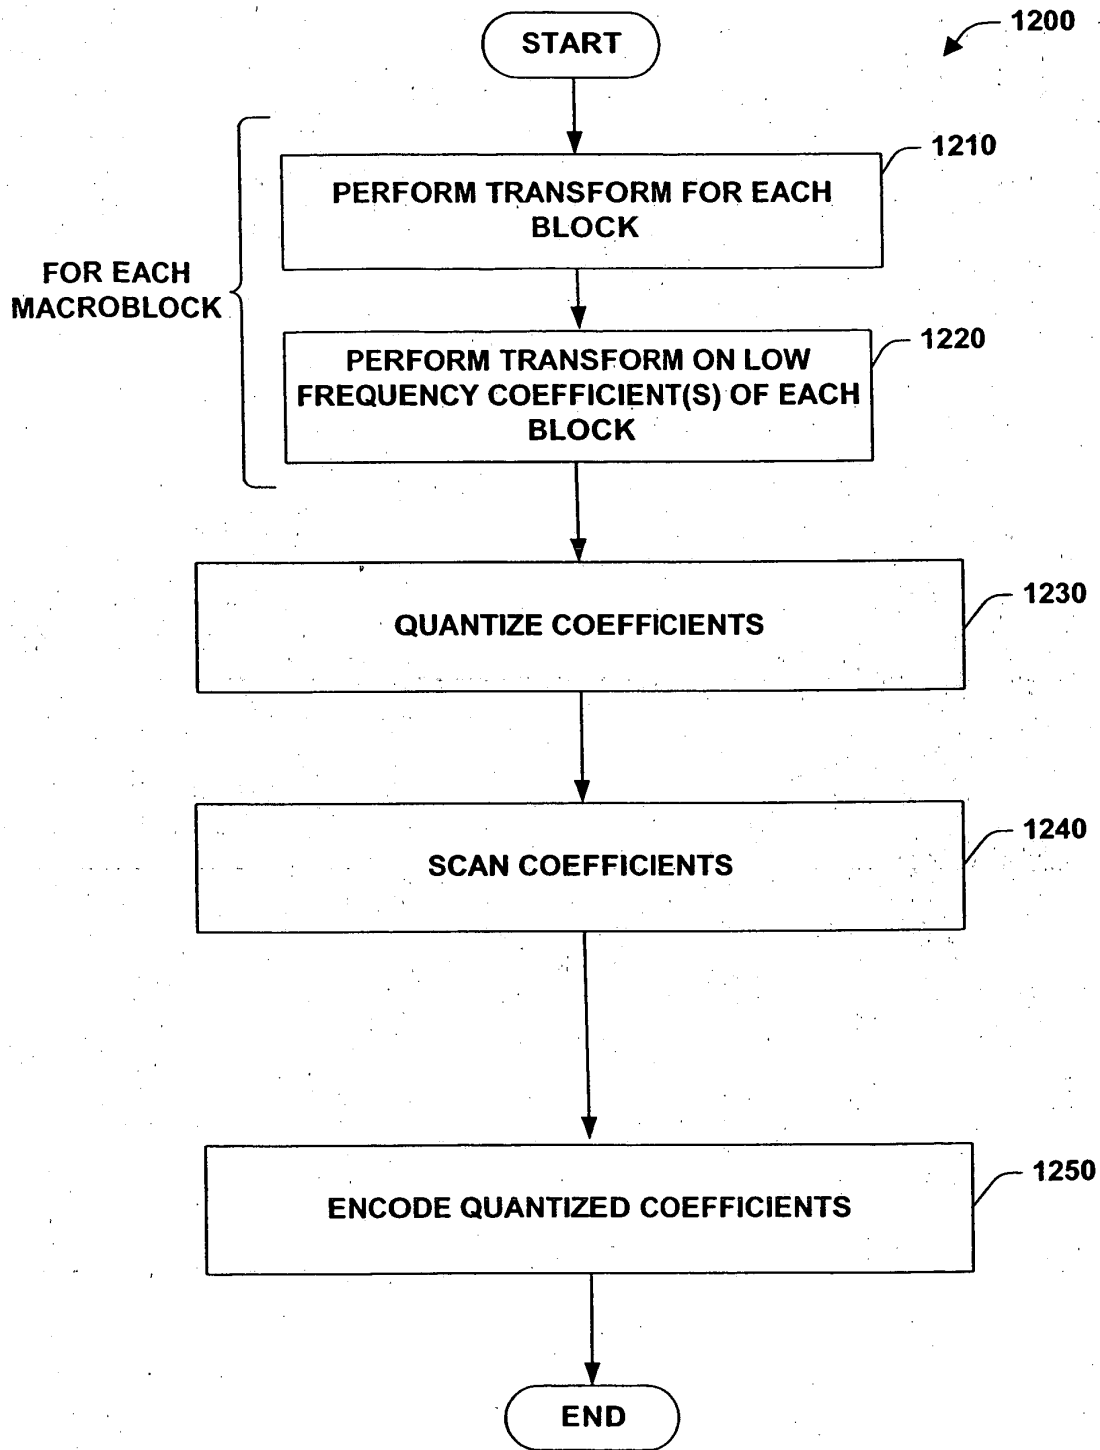 START
1200
1210
PERFORM TRANSFORM FOR EACH
BLOCK
FOR EACH
MACROBLOCK
1220
PERFORM TRANSFORM ON LOW
FREQUENCY COEFFICIENT(S) OF EACH
BLOCK
1230
QUANTIZE COEFFICIENTS
1240
SCAN COEFFICIENTS
1250
ENCODE QUANTIZED COEFFICIENTS
END